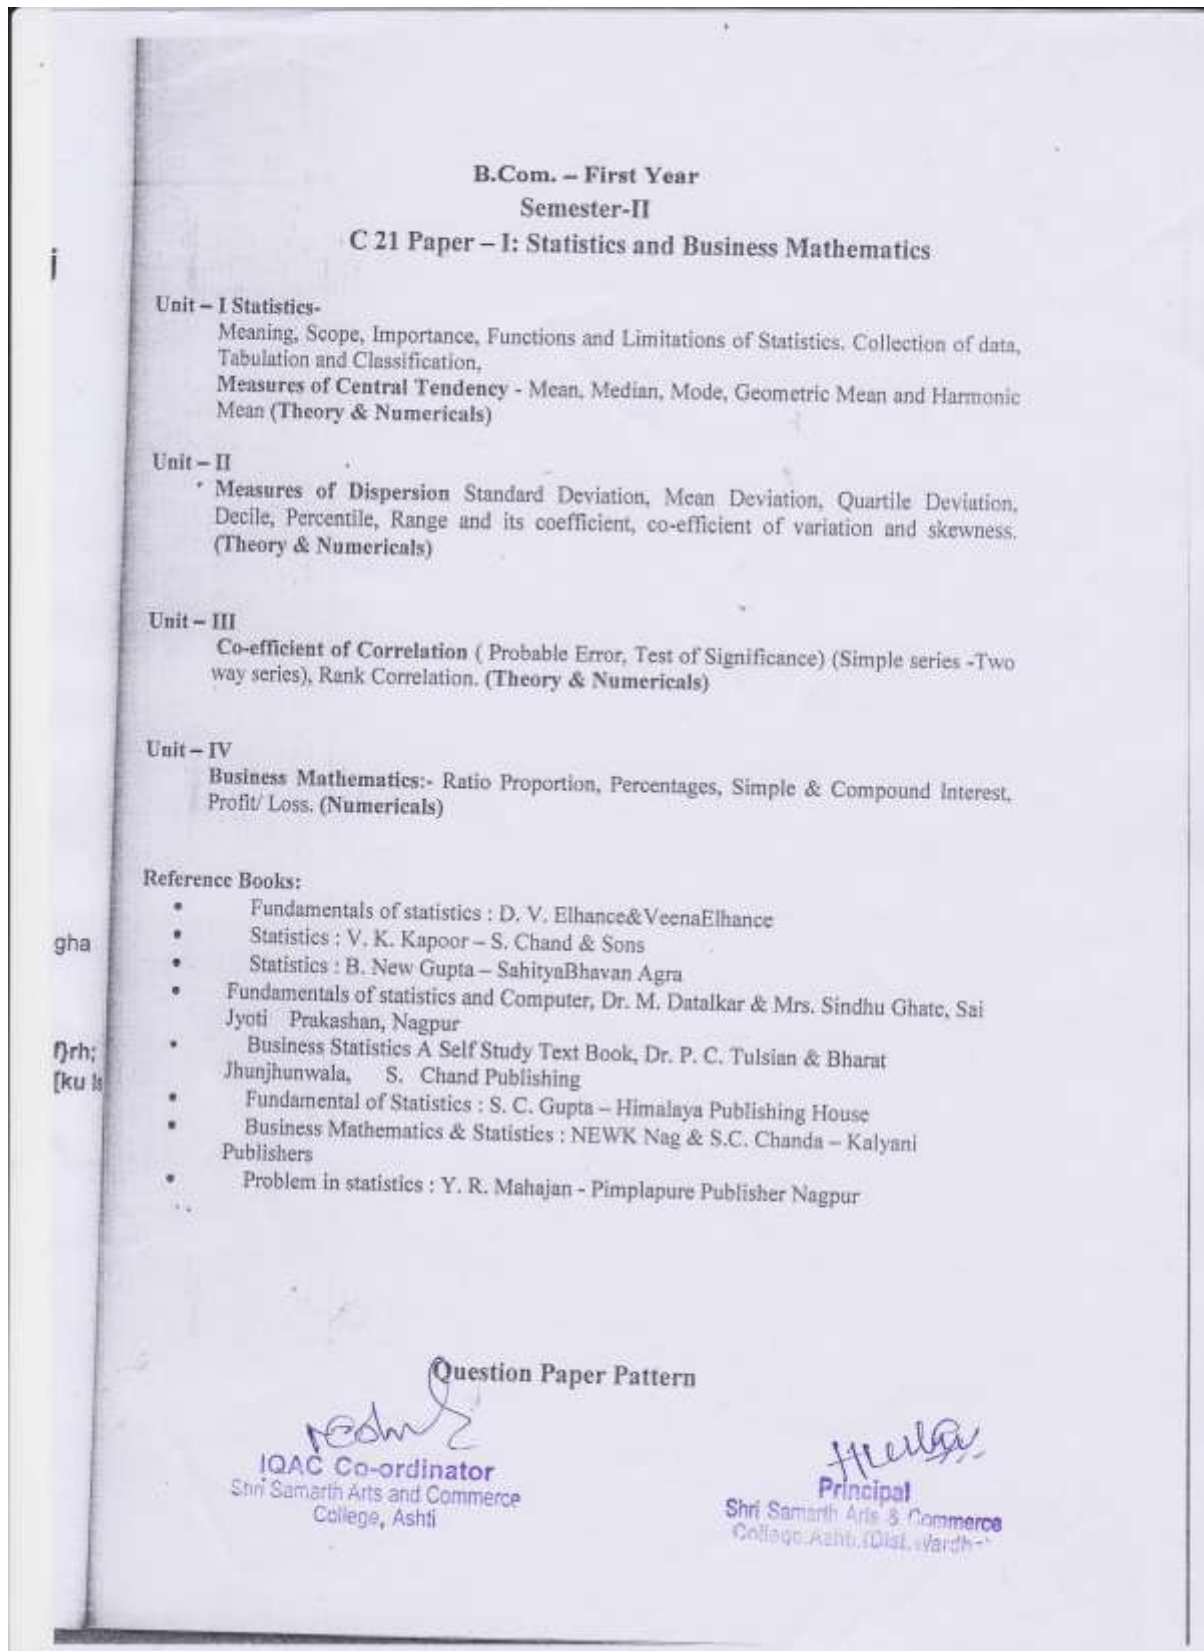 B.Com. – First Year
Semester-II
C 21 Paper – I: Statistics and Business Mathematics
j
Unit – I Statistics-
Meaning, Scope, Importance, Functions and Limitations of Statistics. Collection of data,
Tabulation and Classification,
Measures of Central Tendency - Mean, Median, Mode, Geometric Mean and Harmonic
Mean (Theory & Numericals)
Unit – II
Measures of Dispersion Standard Deviation, Mean Deviation, Quartile Deviation,
Decile, Percentile, Range and its coefficient, co-efficient of variation and skewness.
(Theory & Numericals)
Unit – III
Co-efficient of Correlation ( Probable Error, Test of Significance) (Simple series -Two
way series), Rank Correlation. (Theory & Numericals)
Unit – IV
Business Mathematics:- Ratio Proportion, Percentages, Simple & Compound Interest,
Profit/ Loss. (Numericals)
Reference Books:
• Fundamentals of statistics : D. V. Elhance&VeenaElhance
gha
• Statistics : V. K. Kapoor – S. Chand & Sons
• Statistics : B. New Gupta – SahityaBhavan Agra
• Fundamentals of statistics and Computer, Dr. M. Datalkar & Mrs. Sindhu Ghate, Sai
Jyoti Prakashan, Nagpur
• Business Statistics A Self Study Text Book, Dr. P. C. Tulsian & Bharat
Jhunjhunwala, S. Chand Publishing
[ku
• Fundamental of Statistics : S. C. Gupta – Himalaya Publishing House
• Business Mathematics & Statistics : NEWK Nag & S.C. Chanda – Kalyani
Publishers
• Problem in statistics : Y. R. Mahajan - Pimplapure Publisher Nagpur
Question Paper Pattern
IQAC Co-ordinator
Shri Samarth Arts and Commerce
College, Ashti
Principal
Shri Samarth Arts & Commerce
College Ashti (Dist.